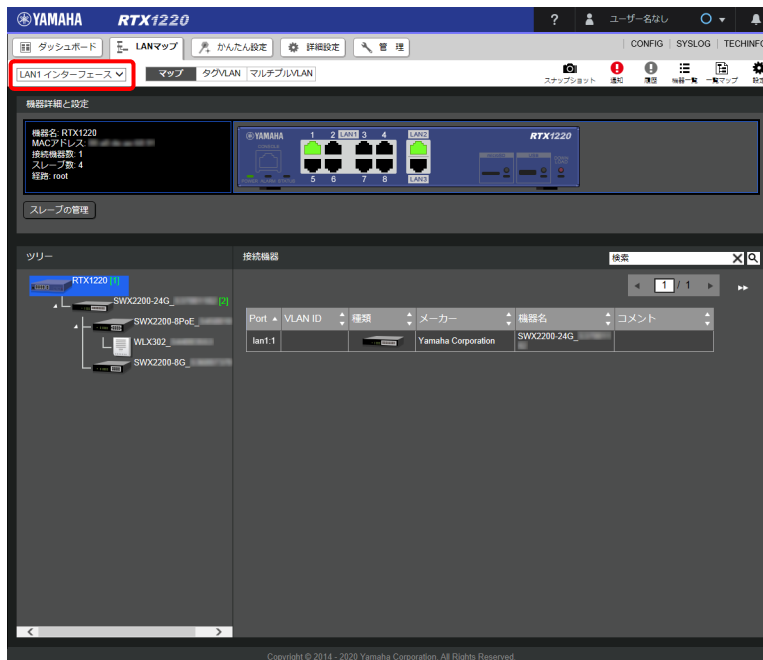 YAMAHA RTX1220 ? ユーザー名なし
ダッシュボード LANマップ かんたん設定 詳細設定 管 理 CONFIG SYSLOG TECHINFO
LAN1 インターフェース マップ タグVLAN マルチプルVLAN スナップショット 通知 履歴 機器一覧 一覧マップ 設定
機器詳細と設定
機器名: RTX1220
MACアドレス:
接続機器数: 1
スレーブ数: 4
経路: root
YAMAHA 1 2 LAN1 3 4 LAN2 RTX1220
CONSOLE
POWER ALARM STATUS 5 6 7 8 LAN3
スレーブの管理
ツリー
RTX1220 [1]
SWX2200-24G_ [2]
SWX2200-8PoE_
WLX302_
SWX2200-8G_
接続機器 検索
1 / 1
Port VLAN ID 種類 メーカー 機器名 コメント
lan1:1 Yamaha Corporation SWX2200-24G_
Copyright © 2014 - 2020 Yamaha Corporation. All Rights Reserved.